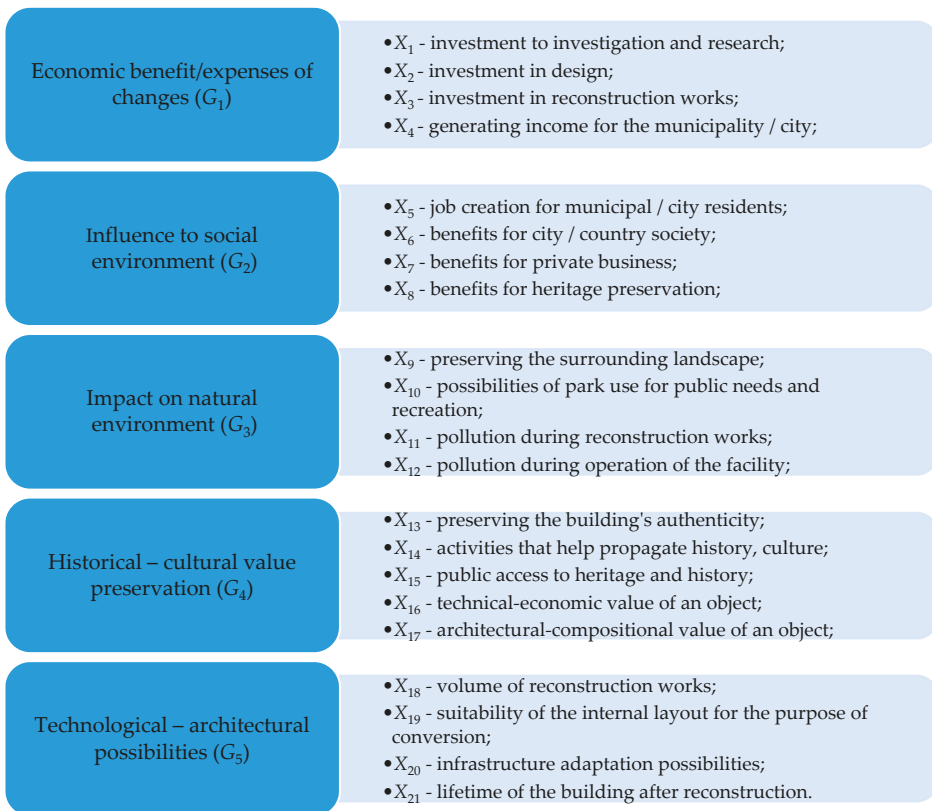 Economic benefit/expenses of
changes (G₁)
•X₁ - investment to investigation and research;
•X₂ - investment in design;
•X₃ - investment in reconstruction works;
•X₄ - generating income for the municipality / city;
Influence to social
environment (G₂)
•X₅ - job creation for municipal / city residents;
•X₆ - benefits for city / country society;
•X₇ - benefits for private business;
•X₈ - benefits for heritage preservation;
Impact on natural
environment (G₃)
•X₉ - preserving the surrounding landscape;
•X₁₀ - possibilities of park use for public needs and
recreation;
•X₁₁ - pollution during reconstruction works;
•X₁₂ - pollution during operation of the facility;
Historical – cultural value
preservation (G₄)
•X₁₃ - preserving the building's authenticity;
•X₁₄ - activities that help propagate history, culture;
•X₁₅ - public access to heritage and history;
•X₁₆ - technical-economic value of an object;
•X₁₇ - architectural-compositional value of an object;
Technological – architectural
possibilities (G₅)
•X₁₈ - volume of reconstruction works;
•X₁₉ - suitability of the internal layout for the purpose of
conversion;
•X₂₀ - infrastructure adaptation possibilities;
•X₂₁ - lifetime of the building after reconstruction.